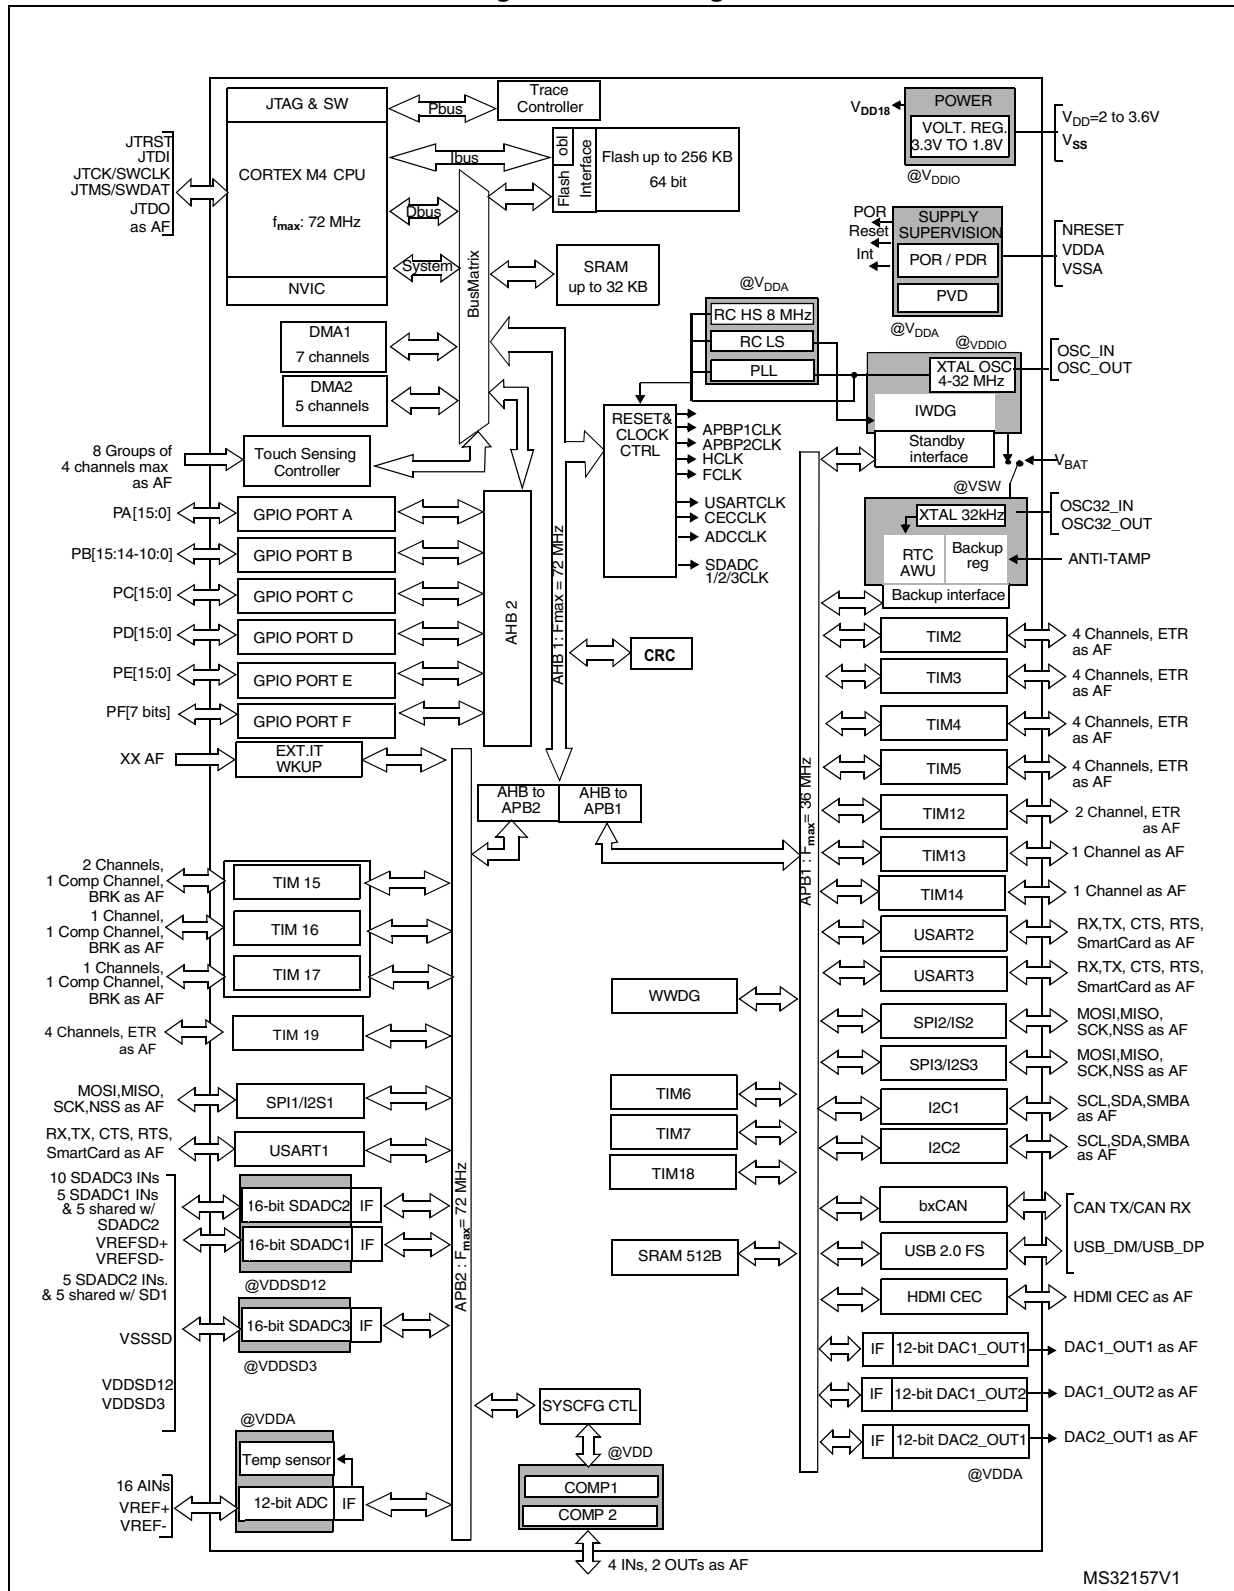 JTAG & SW
Pbus
Trace
Controller
JTRST
JTDI
JTCK/SWCLK
JTMS/SWDAT
JTDO
as AF
CORTEX M4 CPU
fmax: 72 MHz
NVIC
Ibus
Dbus
System
BusMatrix
Flash obl
Interface
Flash up to 256 KB
64 bit
SRAM
up to 32 KB
VDD18
POWER
VOLT. REG.
3.3V TO 1.8V
@VDDIO
VDD=2 to 3.6V
VSS
POR
Reset
Int
SUPPLY
SUPERVISION
POR / PDR
PVD
@VDDA
NRESET
VDDA
VSSA
DMA1
7 channels
DMA2
5 channels
@VDDA
RC HS 8 MHz
RC LS
PLL
@VDDIO
XTAL OSC
4-32 MHz
IWDG
Standby
interface
OSC_IN
OSC_OUT
VBAT
RESET&
CLOCK
CTRL
APBP1CLK
APBP2CLK
HCLK
FCLK
USARTCLK
CECCLK
ADCCLK
SDADC
1/2/3CLK
@VSW
XTAL 32kHz
RTC
AWU
Backup
reg
Backup interface
OSC32_IN
OSC32_OUT
ANTI-TAMP
8 Groups of
4 channels max
as AF
Touch Sensing
Controller
PA[15:0]
GPIO PORT A
PB[15:14-10:0]
GPIO PORT B
PC[15:0]
GPIO PORT C
PD[15:0]
GPIO PORT D
PE[15:0]
GPIO PORT E
PF[7 bits]
GPIO PORT F
AHB 2
AHB 1: Fmax = 72 MHz
CRC
XX AF
EXT.IT
WKUP
AHB to
APB2
AHB to
APB1
APB1 : Fmax= 36 MHz
TIM2
4 Channels, ETR
as AF
TIM3
4 Channels, ETR
as AF
TIM4
4 Channels, ETR
as AF
TIM5
4 Channels, ETR
as AF
TIM12
2 Channel, ETR
as AF
TIM13
1 Channel as AF
TIM14
1 Channel as AF
USART2
RX,TX, CTS, RTS,
SmartCard as AF
USART3
RX,TX, CTS, RTS,
SmartCard as AF
SPI2/IS2
MOSI,MISO,
SCK,NSS as AF
SPI3/I2S3
MOSI,MISO,
SCK,NSS as AF
I2C1
SCL,SDA,SMBA
as AF
I2C2
SCL,SDA,SMBA
as AF
bxCAN
CAN TX/CAN RX
USB 2.0 FS
USB_DM/USB_DP
HDMI CEC
HDMI CEC as AF
IF
12-bit DAC1_OUT1
DAC1_OUT1 as AF
IF
12-bit DAC1_OUT2
DAC1_OUT2 as AF
IF
12-bit DAC2_OUT1
DAC2_OUT1 as AF
@VDDA
WWDG
TIM6
TIM7
TIM18
SRAM 512B
2 Channels,
1 Comp Channel,
BRK as AF
TIM 15
1 Channel,
1 Comp Channel,
BRK as AF
TIM 16
1 Channels,
1 Comp Channel,
BRK as AF
TIM 17
4 Channels, ETR
as AF
TIM 19
MOSI,MISO,
SCK,NSS as AF
SPI1/I2S1
RX,TX, CTS, RTS,
SmartCard as AF
USART1
APB2 : Fmax= 72 MHz
10 SDADC3 INs
5 SDADC1 INs
& 5 shared w/
SDADC2
VREFSD+
VREFSD-
5 SDADC2 INs.
& 5 shared w/ SD1
VSSSD
VDDSD12
VDDSD3
16-bit SDADC2
IF
16-bit SDADC1
IF
@VDDSD12
16-bit SDADC3
IF
@VDDSD3
@VDDA
Temp sensor
12-bit ADC
IF
16 AINs
VREF+
VREF-
SYSCFG CTL
@VDD
COMP1
COMP 2
4 INs, 2 OUTs as AF
MS32157V1